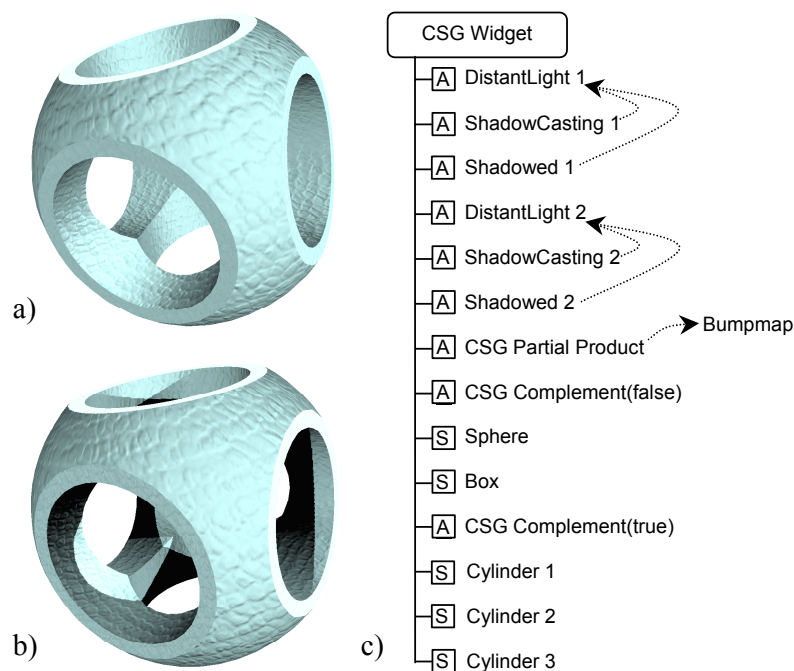 a)
b)
c)
CSG Widget
A DistantLight 1
A ShadowCasting 1
A Shadowed 1
A DistantLight 2
A ShadowCasting 2
A Shadowed 2
A CSG Partial Product
Bumpmap
A CSG Complement(false)
S Sphere
S Box
A CSG Complement(true)
S Cylinder 1
S Cylinder 2
S Cylinder 3